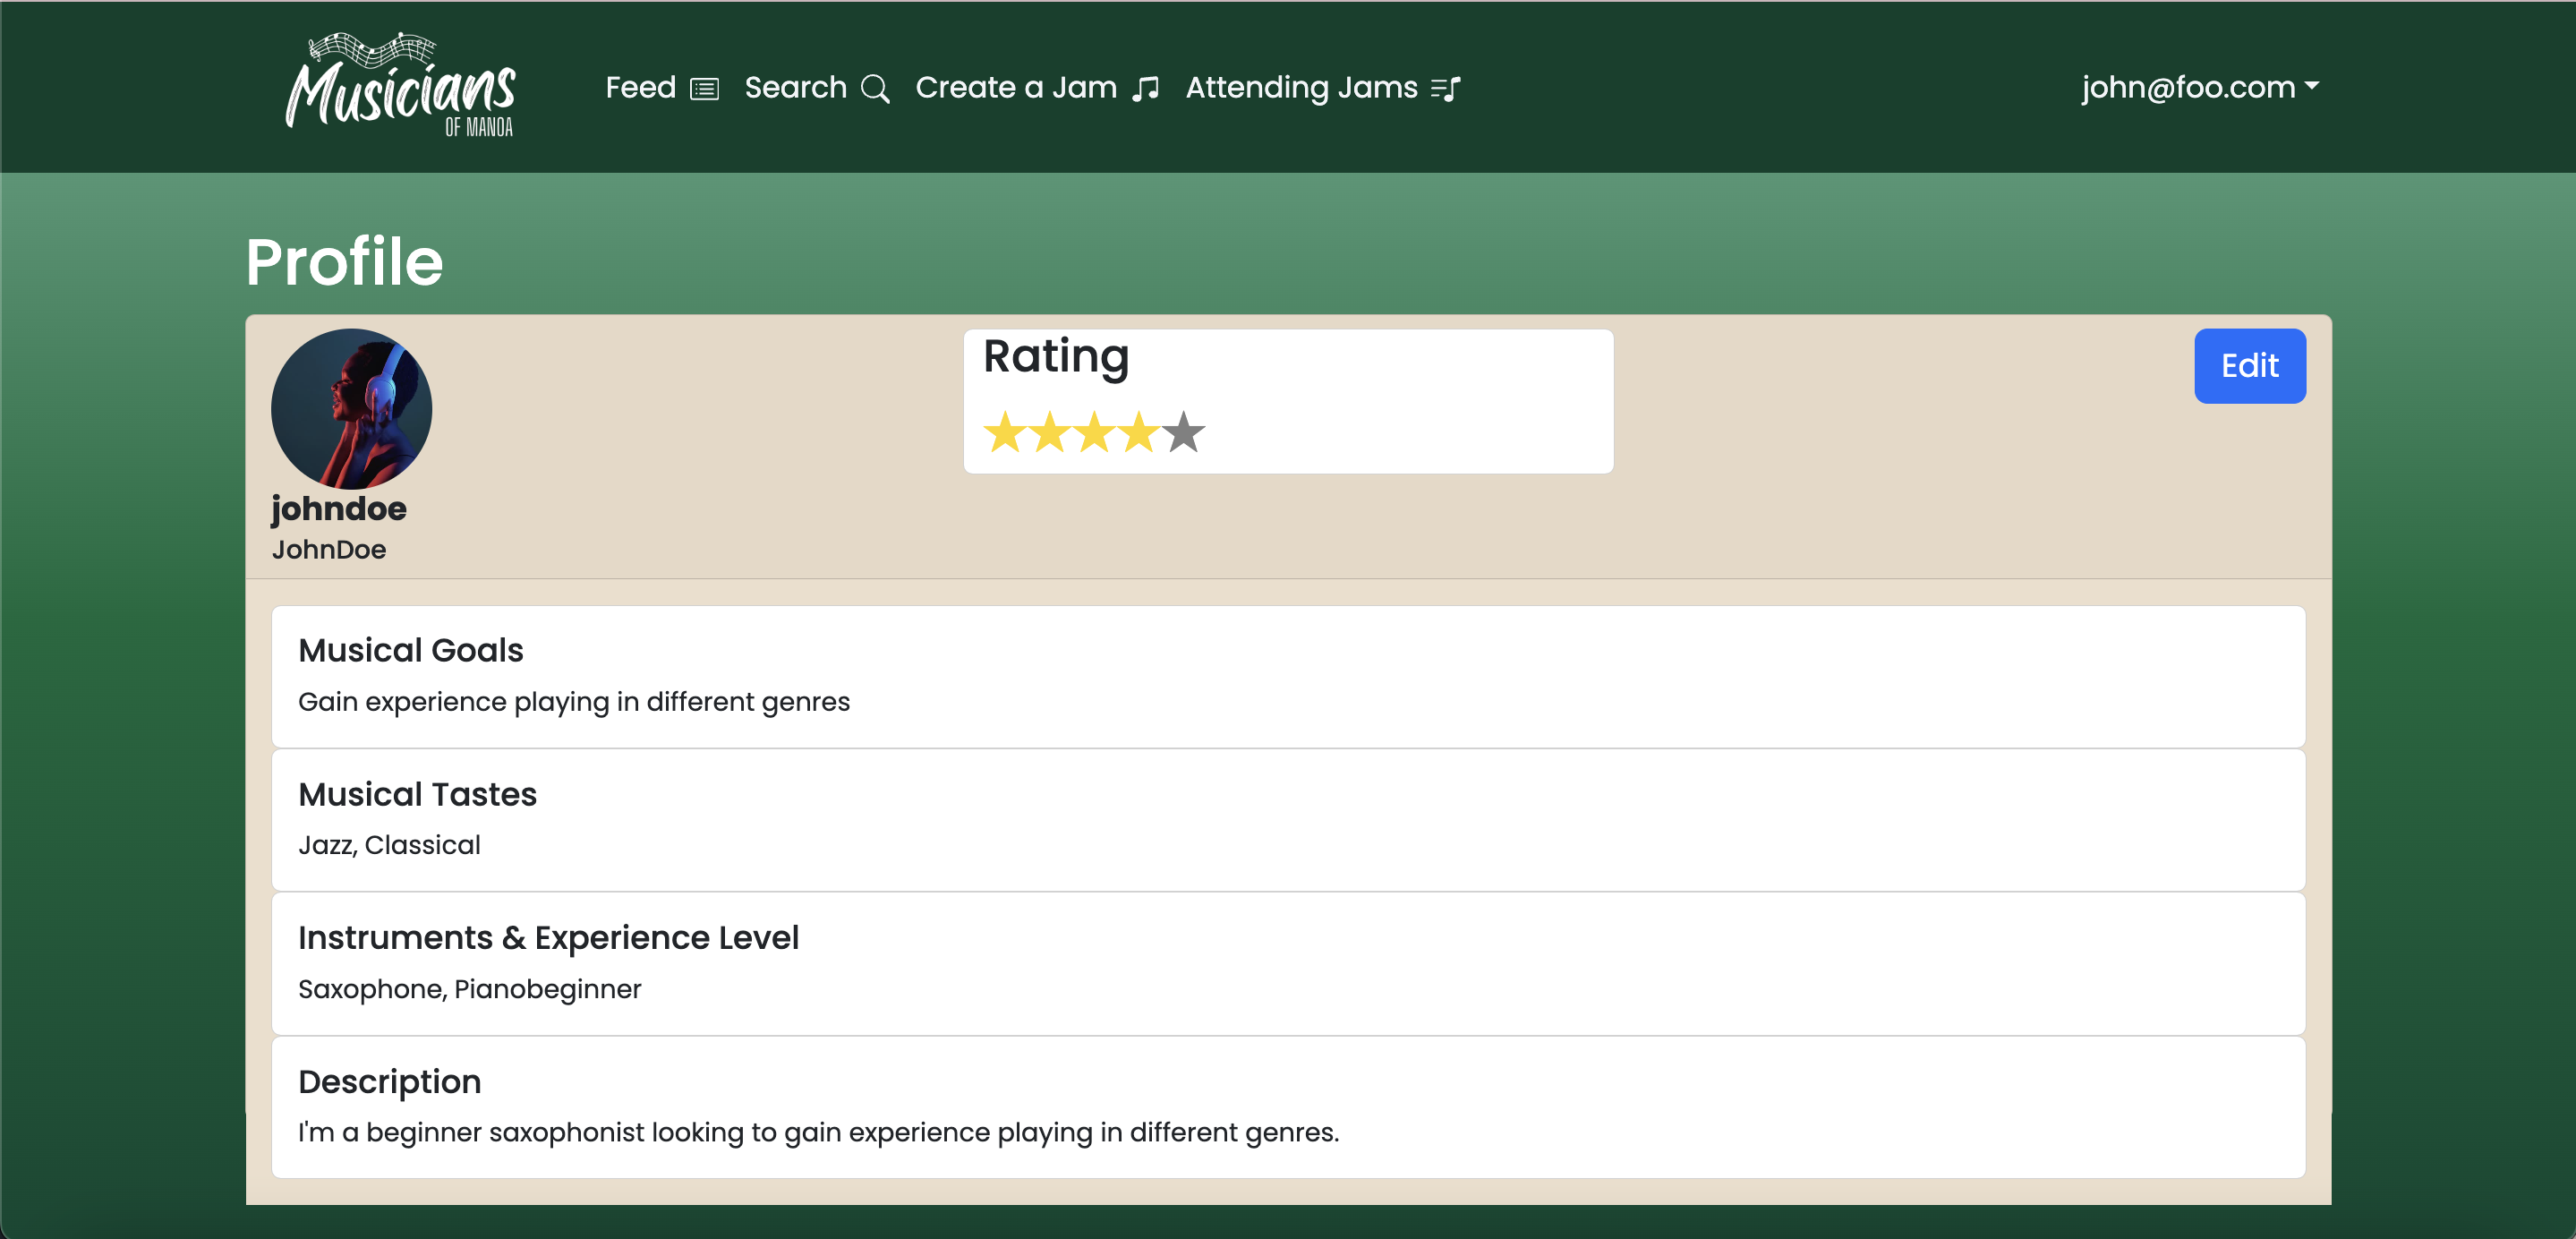 Musicians
OF MANOA
Feed Search Create a Jam Attending Jams john@foo.com
Profile
Rating
Edit
johndoe
JohnDoe
Musical Goals
Gain experience playing in different genres
Musical Tastes
Jazz, Classical
Instruments & Experience Level
Saxophone, Pianobeginner
Description
I'm a beginner saxophonist looking to gain experience playing in different genres.